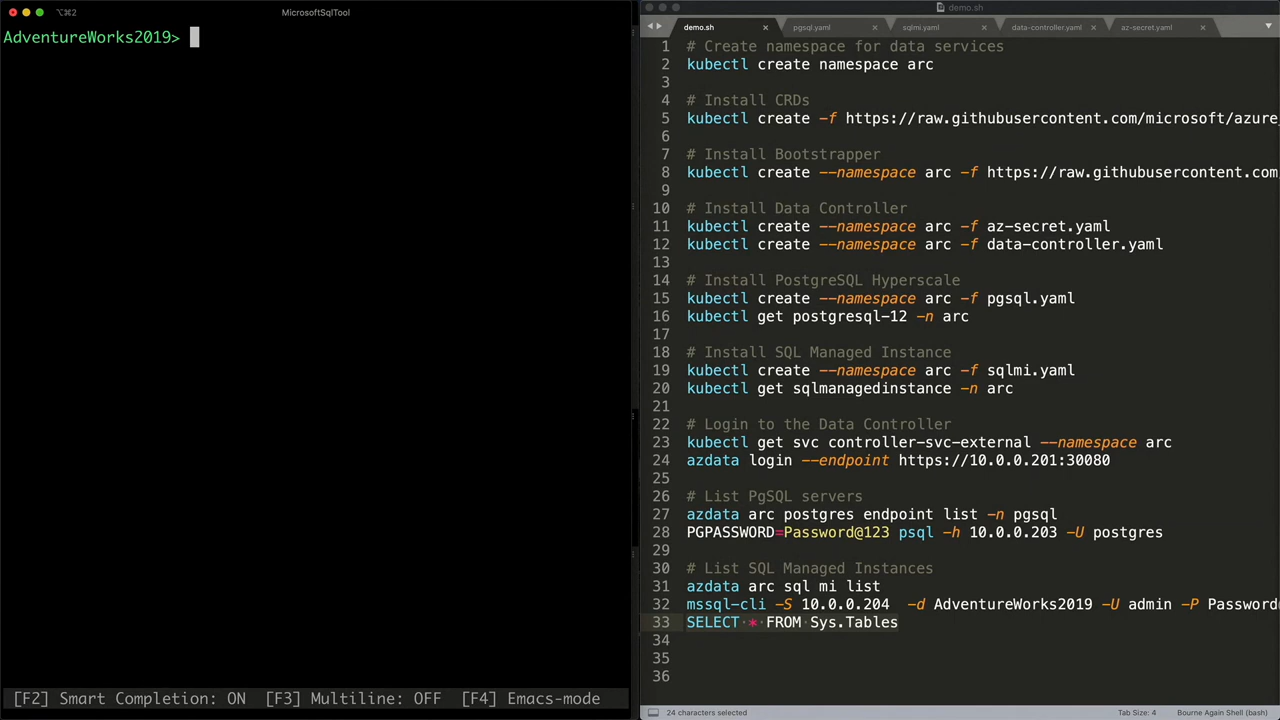 ⌥⌘2
MicrosoftSqlTool
AdventureWorks2019>
[F2] Smart Completion: ON [F3] Multiline: OFF [F4] Emacs-mode
demo.sh
demo.sh
pgsql.yaml
sqlmi.yaml
data-controller.yaml
az-secret.yaml
1 # Create namespace for data services
2 kubectl create namespace arc
3
4 # Install CRDs
5 kubectl create -f https://raw.githubusercontent.com/microsoft/azure_
6
7 # Install Bootstrapper
8 kubectl create --namespace arc -f https://raw.githubusercontent.com
9
10 # Install Data Controller
11 kubectl create --namespace arc -f az-secret.yaml
12 kubectl create --namespace arc -f data-controller.yaml
13
14 # Install PostgreSQL Hyperscale
15 kubectl create --namespace arc -f pgsql.yaml
16 kubectl get postgresql-12 -n arc
17
18 # Install SQL Managed Instance
19 kubectl create --namespace arc -f sqlmi.yaml
20 kubectl get sqlmanagedinstance -n arc
21
22 # Login to the Data Controller
23 kubectl get svc controller-svc-external --namespace arc
24 azdata login --endpoint https://10.0.0.201:30080
25
26 # List PgSQL servers
27 azdata arc postgres endpoint list -n pgsql
28 PGPASSWORD=Password@123 psql -h 10.0.0.203 -U postgres
29
30 # List SQL Managed Instances
31 azdata arc sql mi list
32 mssql-cli -S 10.0.0.204 -d AdventureWorks2019 -U admin -P Password
33 SELECT * FROM Sys.Tables
34
35
36
24 characters selected
Tab Size: 4
Bourne Again Shell (bash)